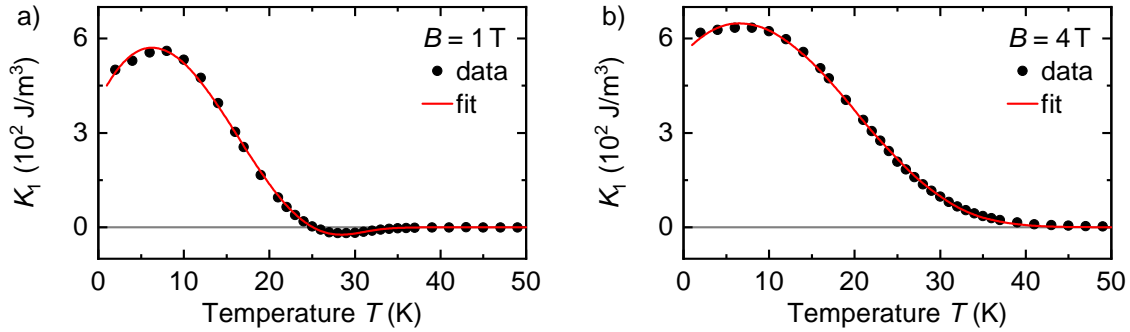 a)
B = 1 T
data
fit
K₁ (10² J/m³)
6
3
0
0 10 20 30 40 50
Temperature T (K)
b)
B = 4 T
data
fit
K₁ (10² J/m³)
6
3
0
0 10 20 30 40 50
Temperature T (K)